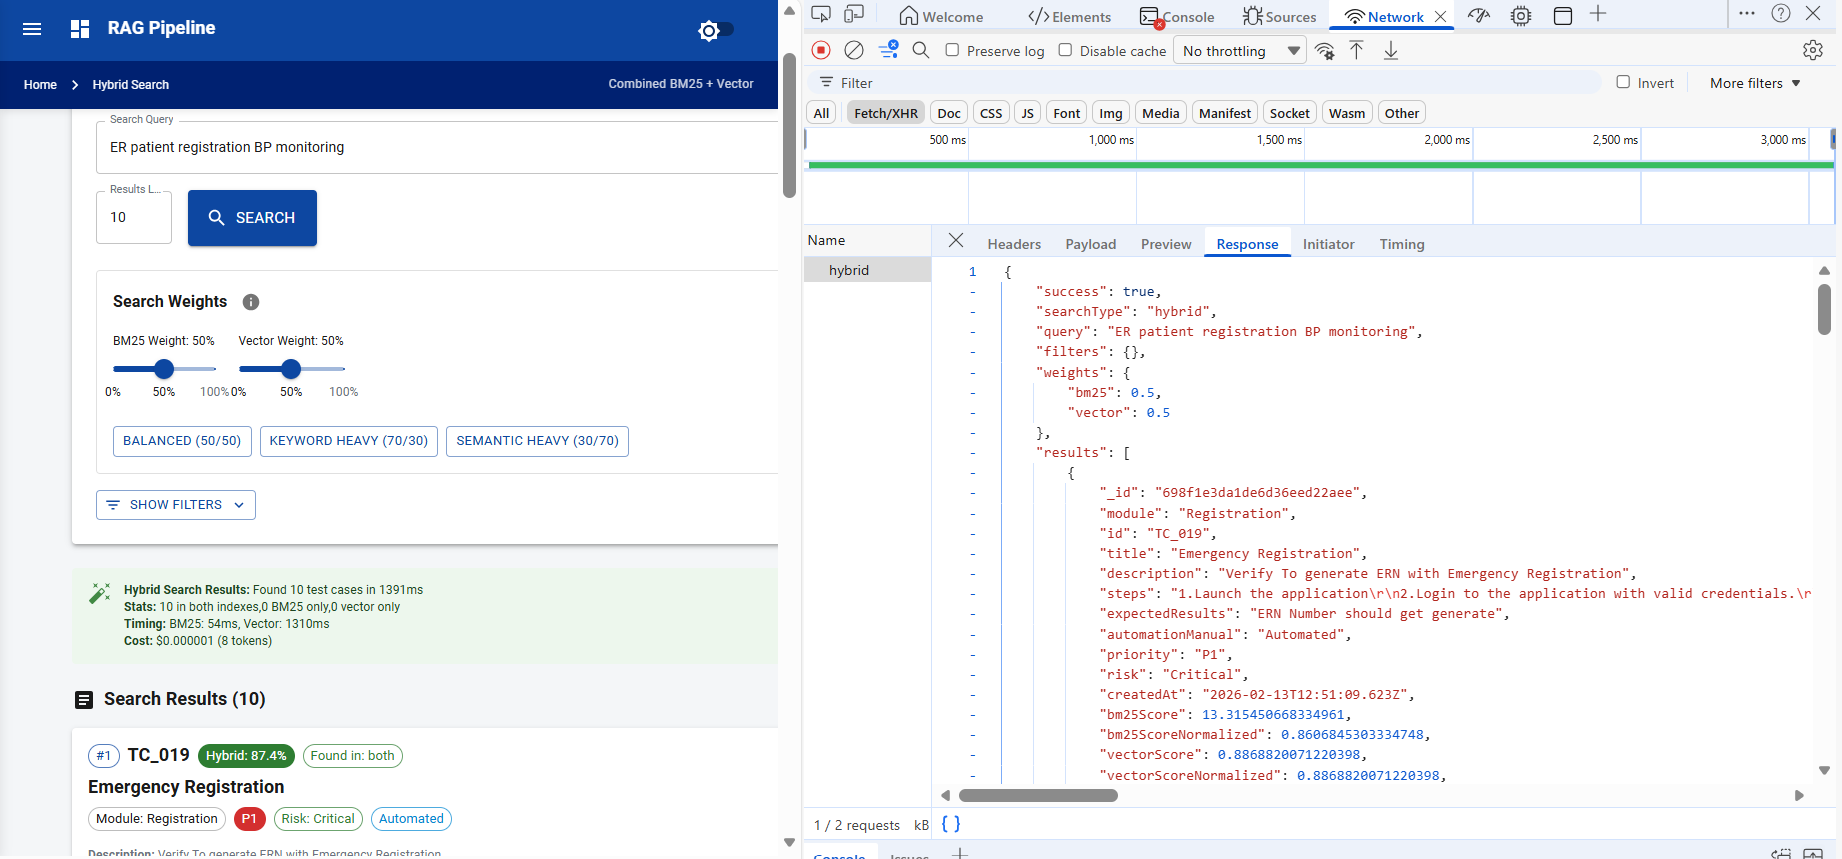 RAG Pipeline
Home > Hybrid Search
Combined BM25 + Vector
Search Query
ER patient registration BP monitoring
Results L...
10
SEARCH
Search Weights
BM25 Weight: 50%
Vector Weight: 50%
0% 50% 100%
0% 50% 100%
BALANCED (50/50)
KEYWORD HEAVY (70/30)
SEMANTIC HEAVY (30/70)
SHOW FILTERS
Hybrid Search Results: Found 10 test cases in 1391ms
Stats: 10 in both indexes,0 BM25 only,0 vector only
Timing: BM25: 54ms, Vector: 1310ms
Cost: $0.000001 (8 tokens)
Search Results (10)
#1 TC_019 Hybrid: 87.4% Found in: both
Emergency Registration
Module: Registration P1 Risk: Critical Automated
Description: Verify To generate ERN with Emergency Registration
Welcome </>Elements Console Sources Network
Preserve log Disable cache No throttling
Filter Invert More filters
All Fetch/XHR Doc CSS JS Font Img Media Manifest Socket Wasm Other
500 ms 1,000 ms 1,500 ms 2,000 ms 2,500 ms 3,000 ms
Name
hybrid
Headers Payload Preview Response Initiator Timing
1 {
- "success": true,
- "searchType": "hybrid",
- "query": "ER patient registration BP monitoring",
- "filters": {},
- "weights": {
- "bm25": 0.5,
- "vector": 0.5
- },
- "results": [
- {
- "_id": "698f1e3da1de6d36eed22aee",
- "module": "Registration",
- "id": "TC_019",
- "title": "Emergency Registration",
- "description": "Verify To generate ERN with Emergency Registration",
- "steps": "1.Launch the application\r\n2.Login to the application with valid credentials.\r
- "expectedResults": "ERN Number should get generate",
- "automationManual": "Automated",
- "priority": "P1",
- "risk": "Critical",
- "createdAt": "2026-02-13T12:51:09.623Z",
- "bm25Score": 13.315450668334961,
- "bm25ScoreNormalized": 0.8606845303334748,
- "vectorScore": 0.8868820071220398,
- "vectorScoreNormalized": 0.8868820071220398,
1 / 2 requests kB { }
Console Issues